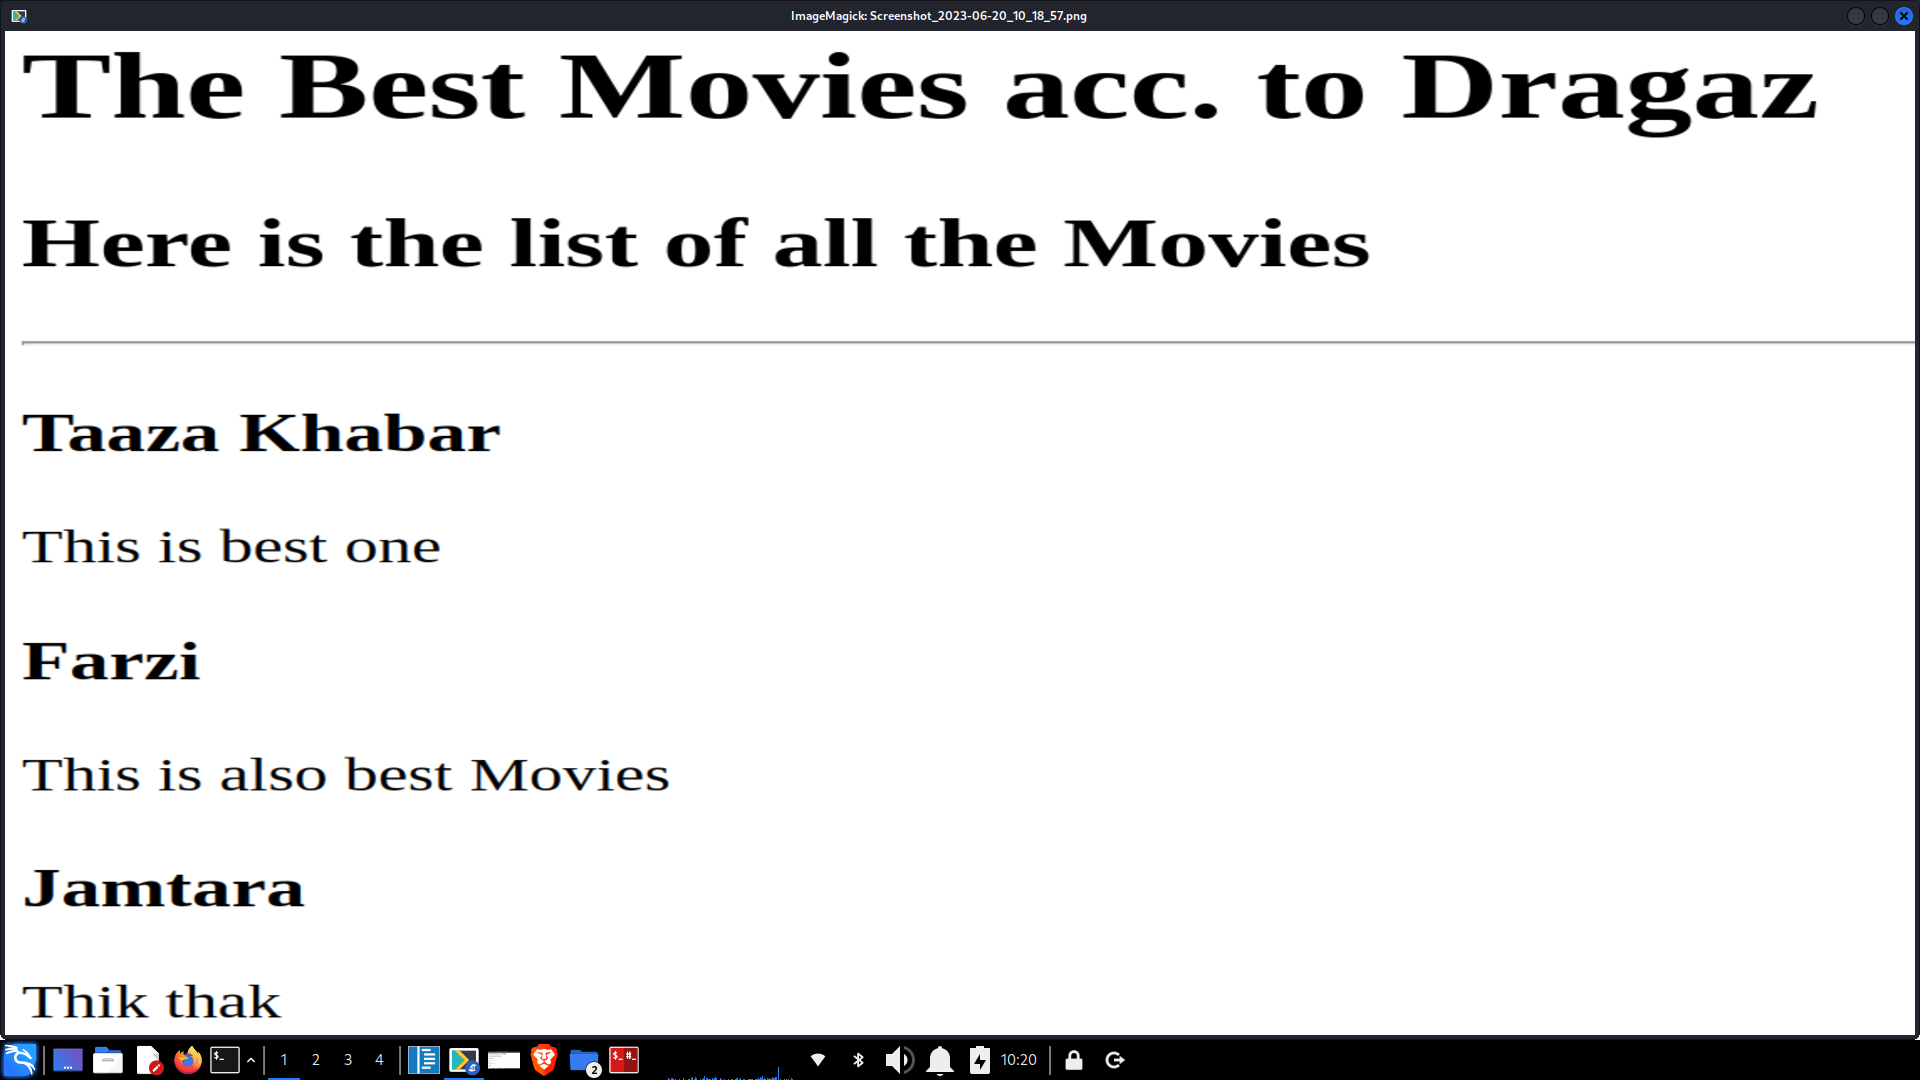 ImageMagick: Screenshot_2023-06-20_10_18_57.png
The Best Movies acc. to Dragaz
Here is the list of all the Movies
Taaza Khabar
This is best one
Farzi
This is also best Movies
Jamtara
Thik thak
1 2 3 4 2 10:20